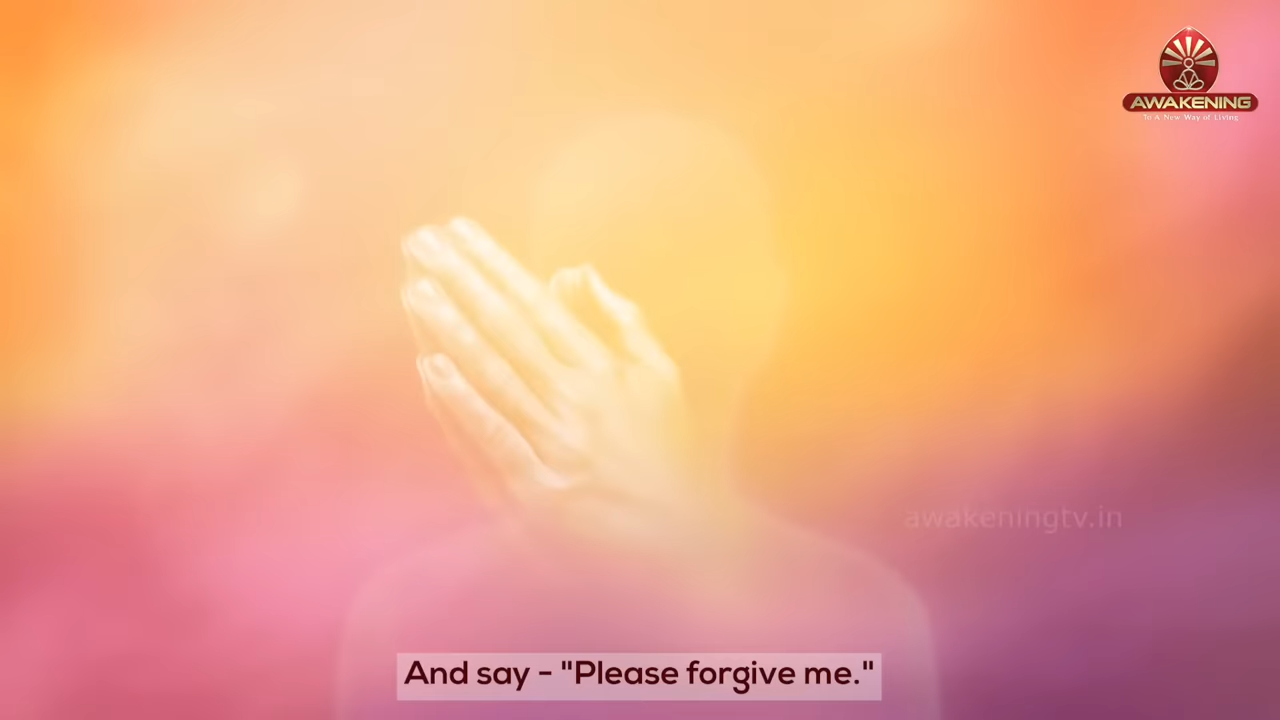 AWAKENING
To A New Way of Living
awakeningtv.in
And say - "Please forgive me."